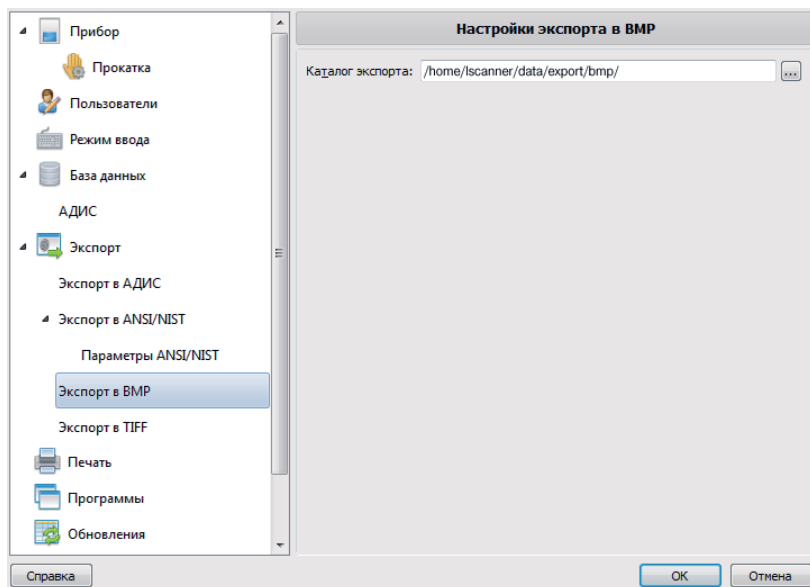 Прибор
Прокатка
Пользователи
Режим ввода
База данных
АДИС
Экспорт
Экспорт в АДИС
Экспорт в ANSI/NIST
Параметры ANSI/NIST
Экспорт в BMP
Экспорт в TIFF
Печать
Программы
Обновления
Настройки экспорта в BMP
Каталог экспорта: /home/lscanner/data/export/bmp/ ...
Справка
OK
Отмена